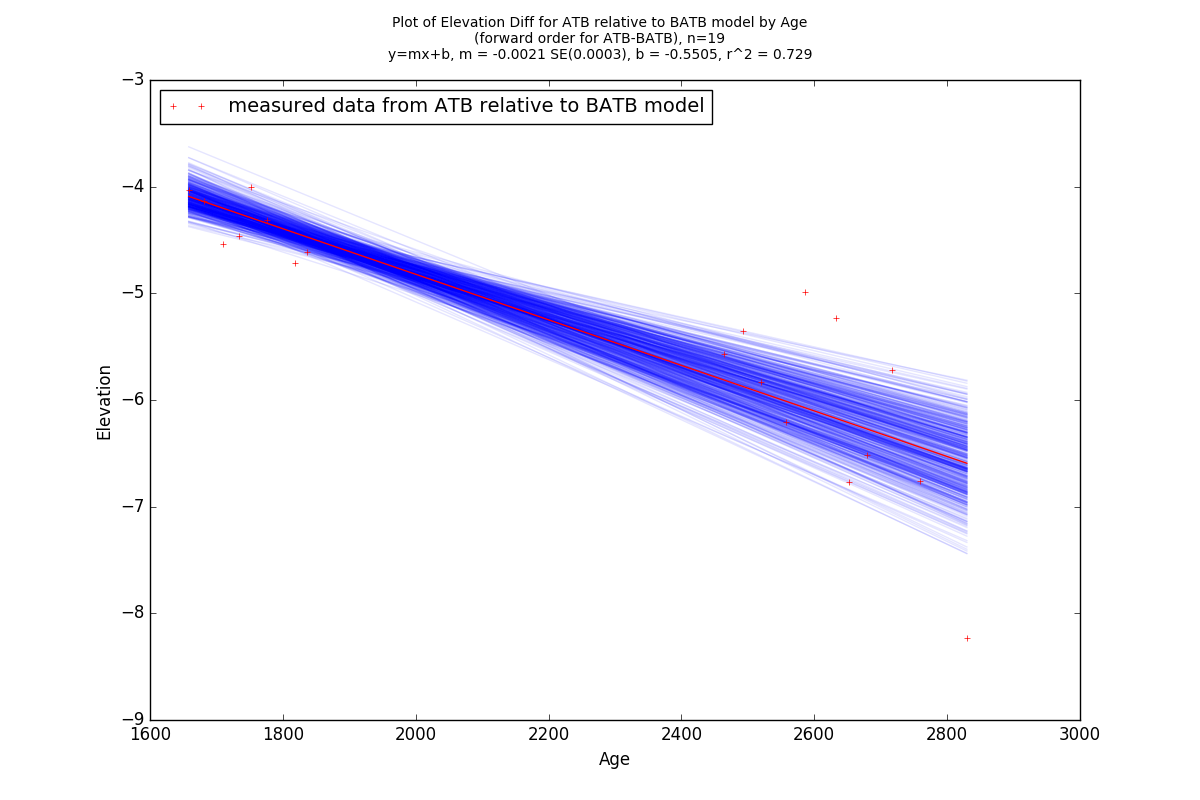 Plot of Elevation Diff for ATB relative to BATB model by Age
(forward order for ATB-BATB), n=19
y=mx+b, m = -0.0021 SE(0.0003), b = -0.5505, r^2 = 0.729
measured data from ATB relative to BATB model
−3
−4
−5
−6
−7
−8
−9
Elevation
1600 1800 2000 2200 2400 2600 2800 3000
Age